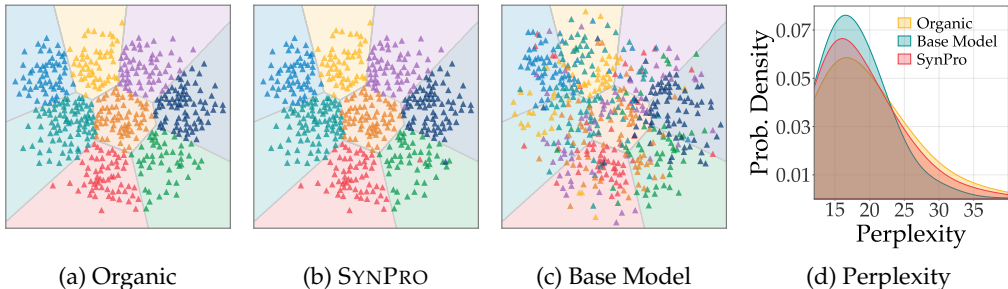 Organic
Base Model
SynPro
0.07
0.05
0.03
0.01
Prob. Density
15 20 25 30 35
Perplexity
(a) Organic (b) SYNPRO (c) Base Model (d) Perplexity